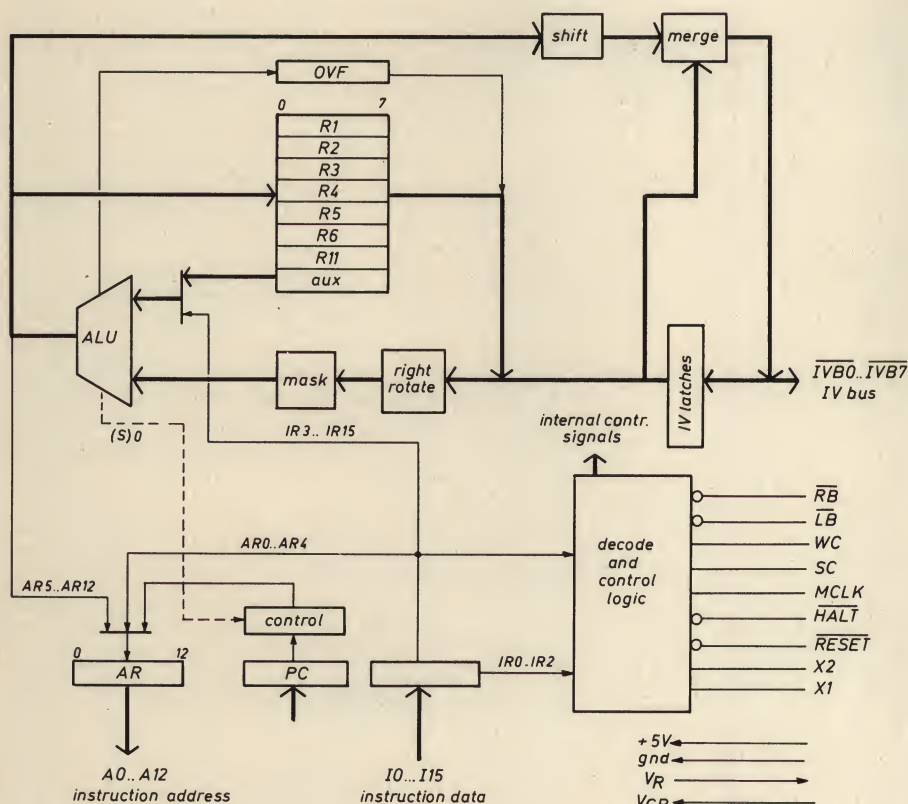 shift
merge
OVF
0 7
R1
R2
R3
R4
R5
R6
R11
aux
ALU
mask
right
rotate
IV latches
IVB0..IVB7
IV bus
(S)0
IR3..IR15
internal contr.
signals
AR0..AR4
decode
and
control
logic
RB
LB
WC
SC
MCLK
HALT
RESET
X2
X1
AR5..AR12
control
0 12
AR
PC
IR0.IR2
A0..A12
instruction address
I0...I15
instruction data
+5V
gnd
VR
VCR